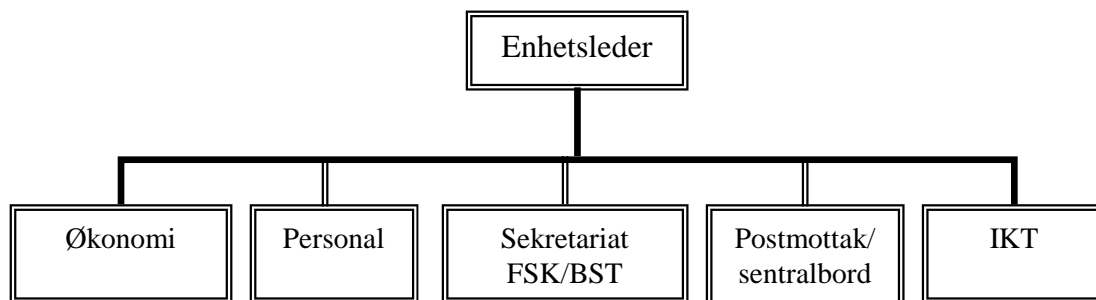 Enhetsleder
Økonomi
Personal
Sekretariat
FSK/BST
Postmottak/
sentralbord
IKT